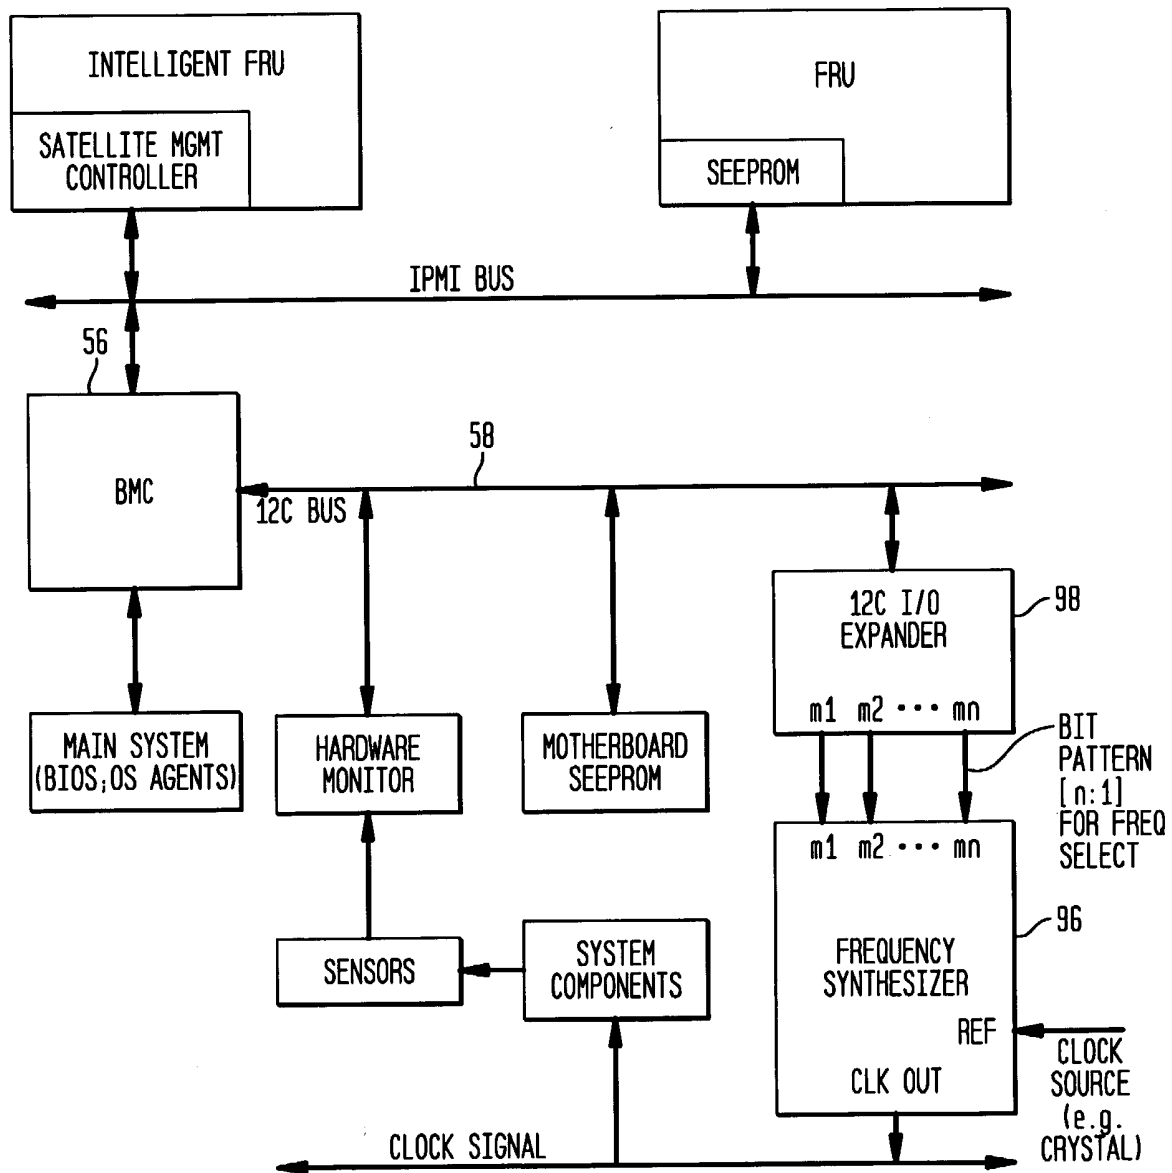 INTELLIGENT FRU
SATELLITE MGMT
CONTROLLER
FRU
SEEPROM
IPMI BUS
56
BMC
58
12C BUS
12C I/O
EXPANDER
98
m1 m2 ••• mn
MAIN SYSTEM
(BIOS;OS AGENTS)
HARDWARE
MONITOR
MOTHERBOARD
SEEPROM
BIT
PATTERN
[n:1]
FOR FREQ
SELECT
m1 m2 ••• mn
96
FREQUENCY
SYNTHESIZER
SENSORS
SYSTEM
COMPONENTS
REF
CLK OUT
CLOCK
SOURCE
(e.g.
CRYSTAL)
CLOCK SIGNAL